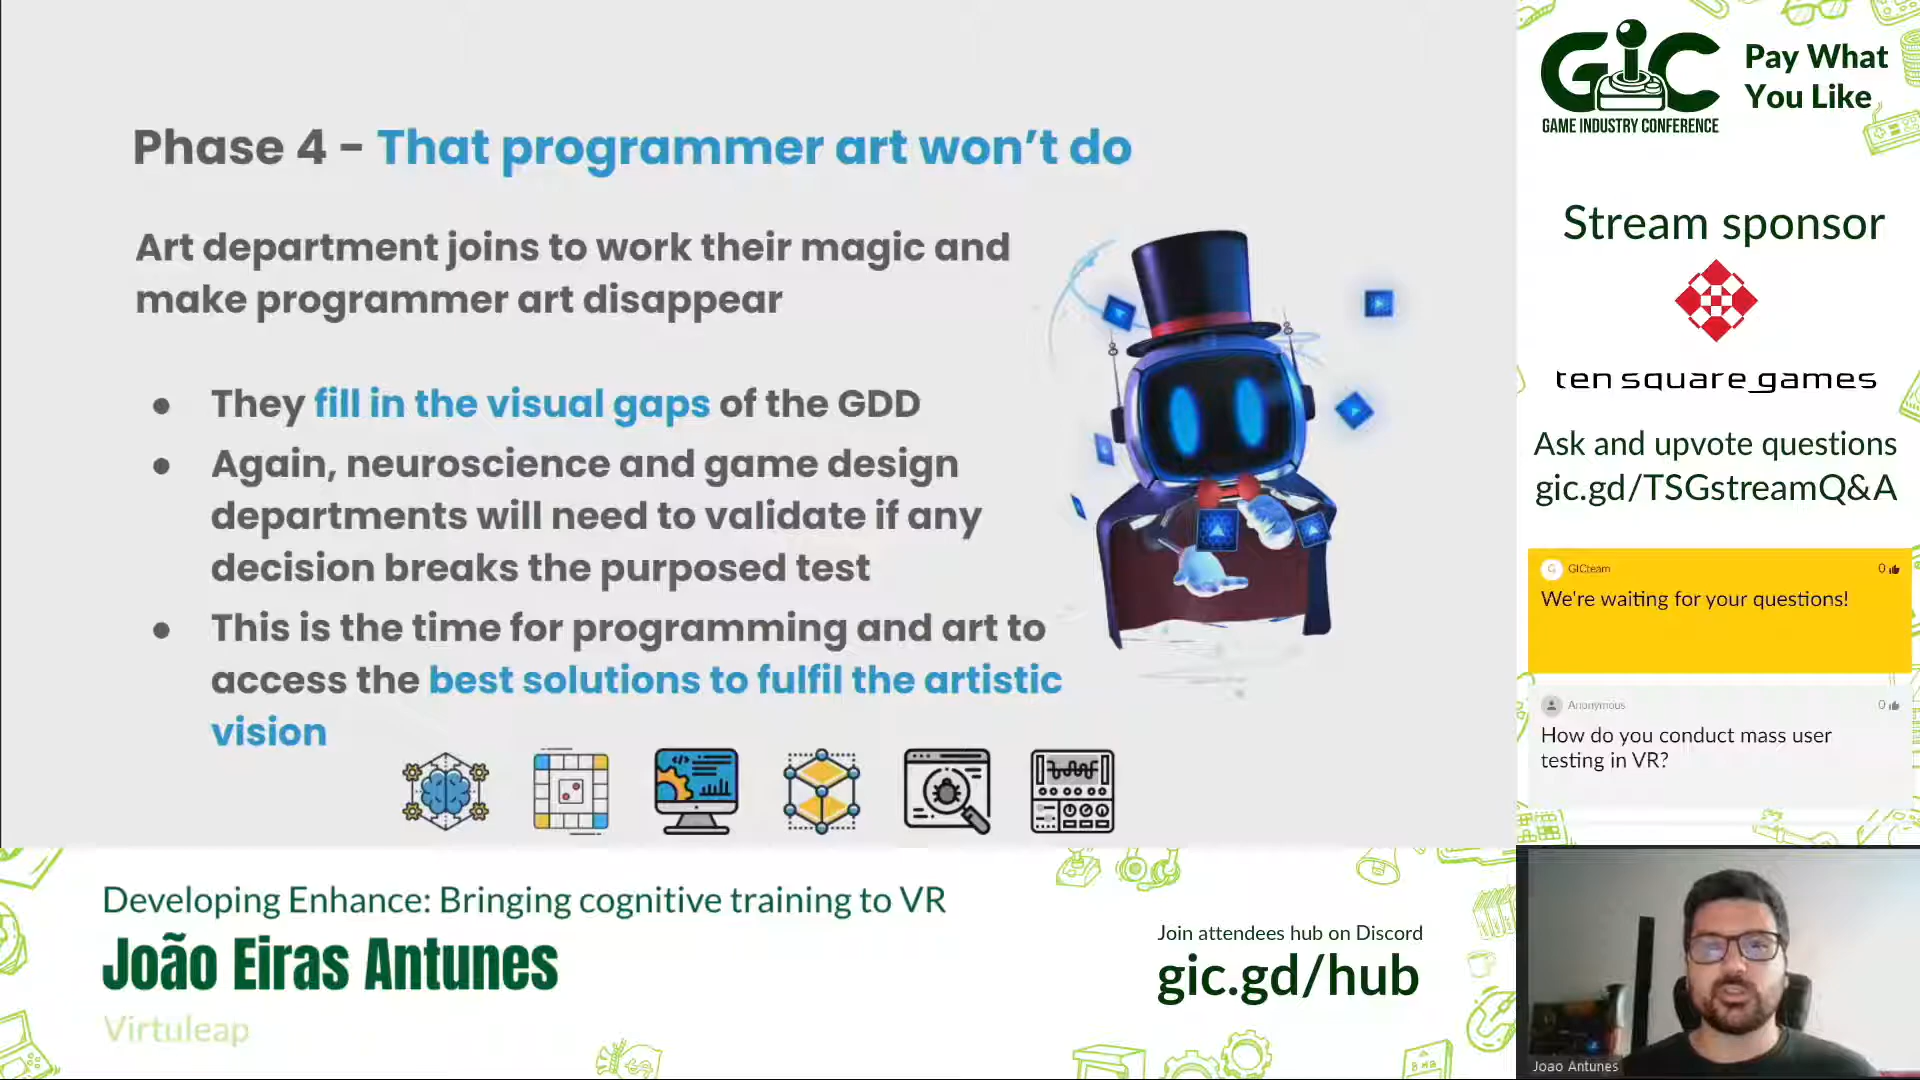 Phase 4 - That programmer art won't do
Art department joins to work their magic and
make programmer art disappear
● They fill in the visual gaps of the GDD
● Again, neuroscience and game design
departments will need to validate if any
decision breaks the purposed test
● This is the time for programming and art to
access the best solutions to fulfil the artistic
vision
Developing Enhance: Bringing cognitive training to VR
João Eiras Antunes
Virtuleap
Join attendees hub on Discord
gic.gd/hub
GIC
GAME INDUSTRY CONFERENCE
Pay What
You Like
Stream sponsor
ten square games
Ask and upvote questions
gic.gd/TSGstreamQ&A
G
GICteam
0
We're waiting for your questions!
Anonymous
0
How do you conduct mass user
testing in VR?
Joao Antunes